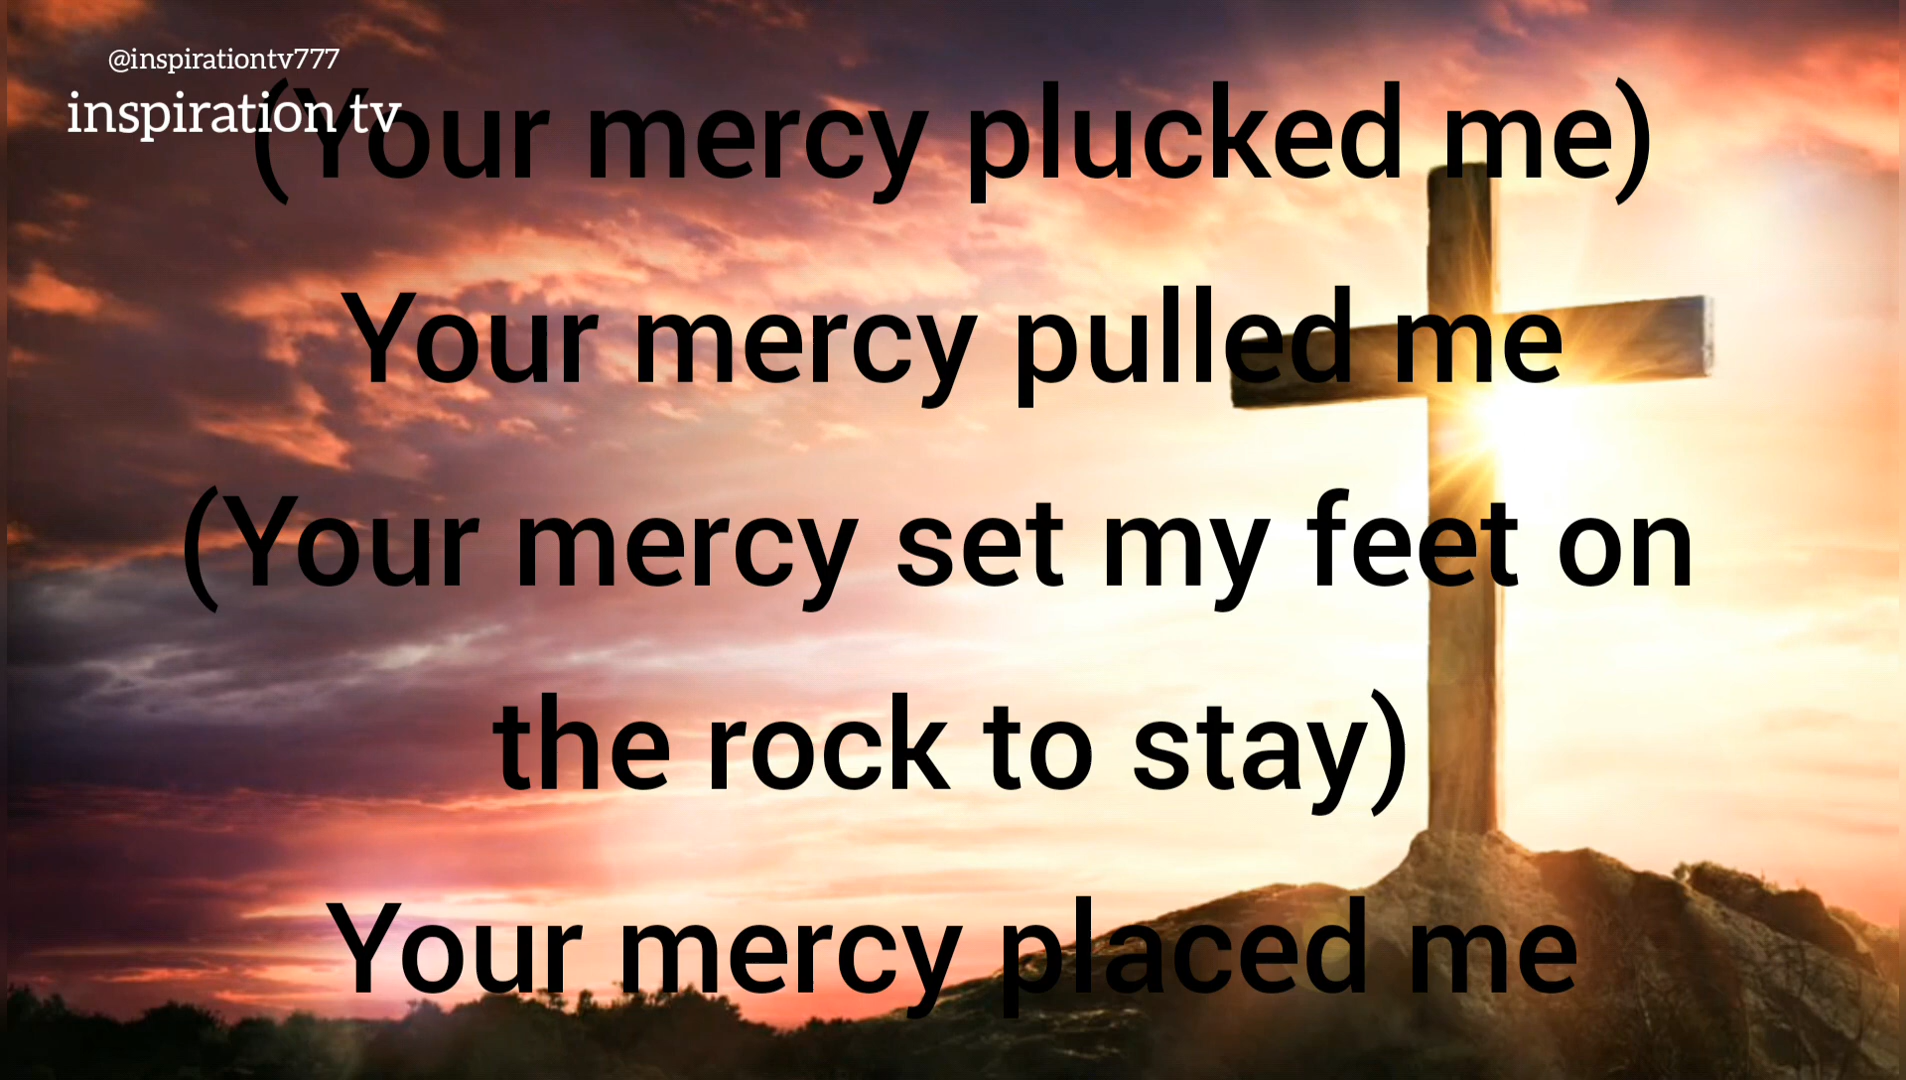 @inspirationtv777
inspiration tv
(Your mercy plucked me)
Your mercy pulled me
(Your mercy set my feet on
the rock to stay)
Your mercy placed me